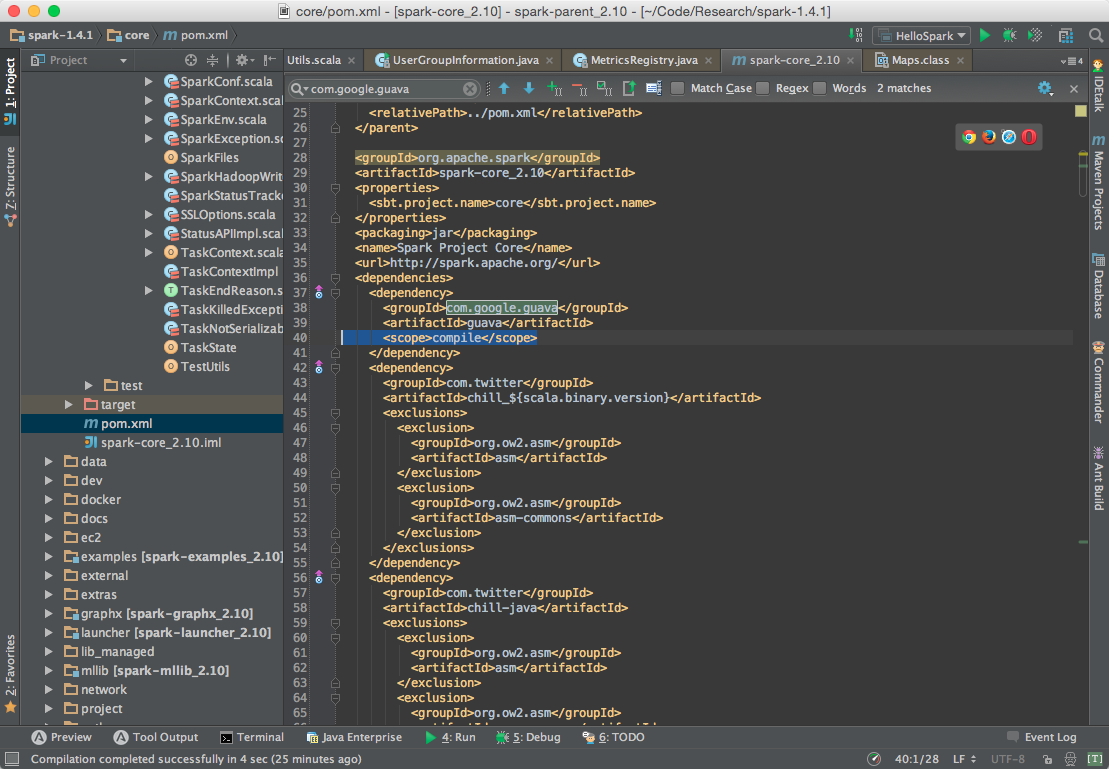 core/pom.xml - [spark-core_2.10] - spark-parent_2.10 - [~/Code/Research/spark-1.4.1]
spark-1.4.1 core pom.xml HelloSpark
Project Utils.scala UserGroupInformation.java MetricsRegistry.java spark-core_2.10 Maps.class
com.google.guava Match Case Regex Words 2 matches
1: Project
Z: Structure
2: Favorites
SparkConf.scala
SparkContext.scal
SparkEnv.scala
SparkException.scala
SparkFiles
SparkHadoopWrit
SparkStatusTracke
SSLOptions.scala
StatusAPIImpl.scal
TaskContext.scala
TaskContextImpl
TaskEndReason.s
TaskKilledExcepti
TaskNotSerializab
TaskState
TestUtils
test
target
pom.xml
spark-core_2.10.iml
data
dev
docker
docs
ec2
examples [spark-examples_2.10]
external
extras
graphx [spark-graphx_2.10]
launcher [spark-launcher_2.10]
lib_managed
mllib [spark-mllib_2.10]
network
project
25 <relativePath>../pom.xml</relativePath>
26 </parent>
27
28 <groupId>org.apache.spark</groupId>
29 <artifactId>spark-core_2.10</artifactId>
30 <properties>
31 <sbt.project.name>core</sbt.project.name>
32 </properties>
33 <packaging>jar</packaging>
34 <name>Spark Project Core</name>
35 <url>http://spark.apache.org/</url>
36 <dependencies>
37 <dependency>
38 <groupId>com.google.guava</groupId>
39 <artifactId>guava</artifactId>
40 <scope>compile</scope>
41 </dependency>
42 <dependency>
43 <groupId>com.twitter</groupId>
44 <artifactId>chill_${scala.binary.version}</artifactId>
45 <exclusions>
46 <exclusion>
47 <groupId>org.ow2.asm</groupId>
48 <artifactId>asm</artifactId>
49 </exclusion>
50 <exclusion>
51 <groupId>org.ow2.asm</groupId>
52 <artifactId>asm-commons</artifactId>
53 </exclusion>
54 </exclusions>
55 </dependency>
56 <dependency>
57 <groupId>com.twitter</groupId>
58 <artifactId>chill-java</artifactId>
59 <exclusions>
60 <exclusion>
61 <groupId>org.ow2.asm</groupId>
62 <artifactId>asm</artifactId>
63 </exclusion>
64 <exclusion>
65 <groupId>org.ow2.asm</groupId>
IDEtalk
Maven Projects
Database
Commander
Ant Build
Preview Tool Output Terminal Java Enterprise 4: Run 5: Debug 6: TODO Event Log
Compilation completed successfully in 4 sec (25 minutes ago) 40:1/28 LF UTF-8 [T]